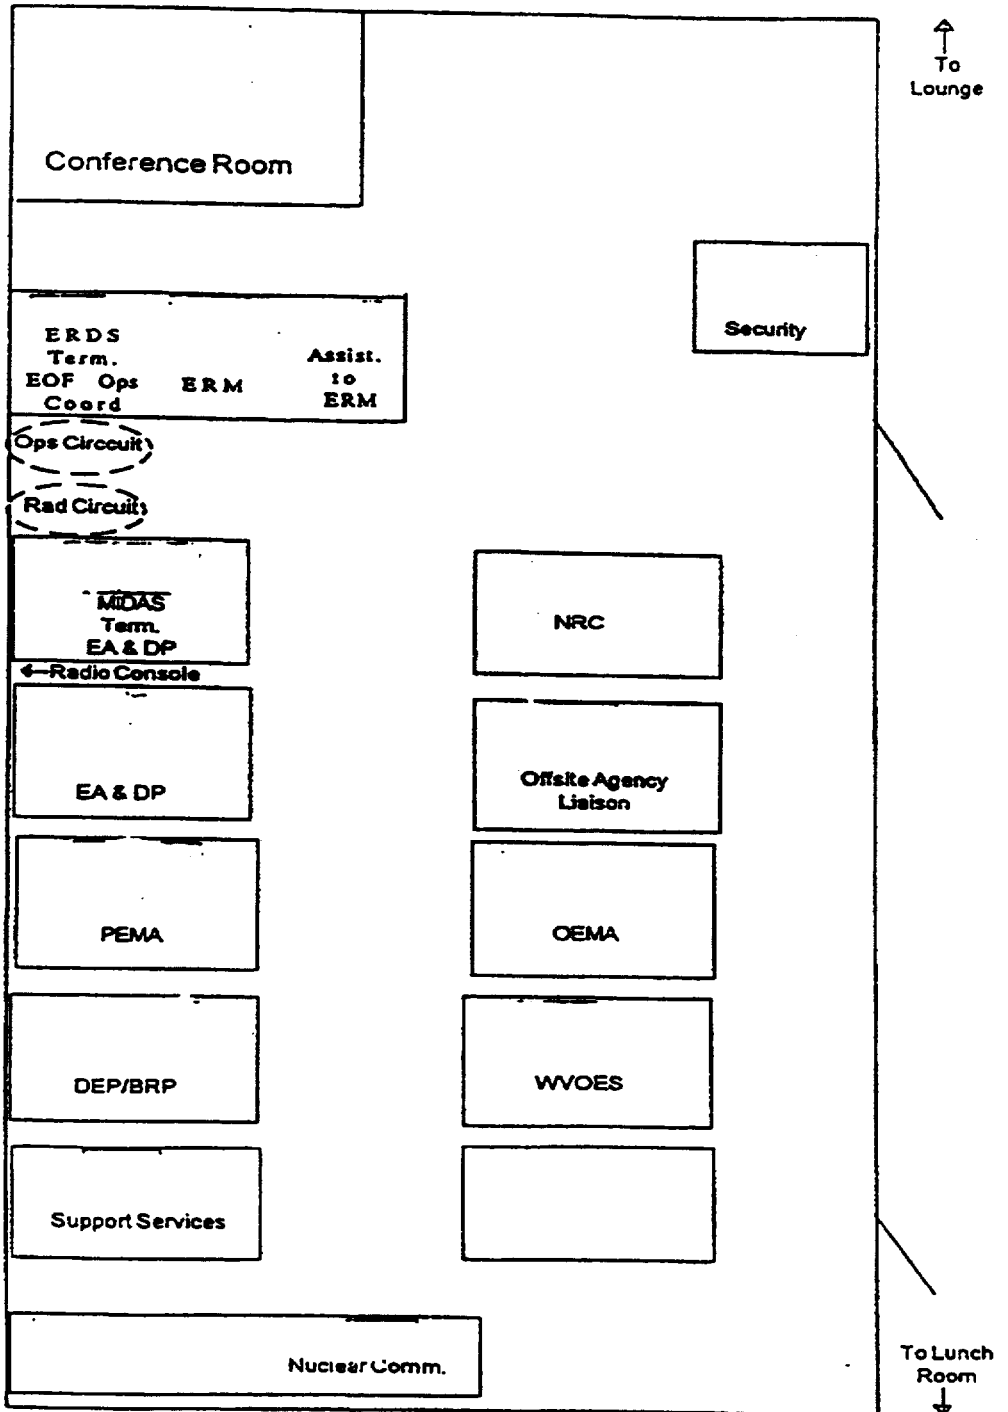 To
Lounge
Conference Room
Security
ERDS
Term.
EOF Ops
Coord
ERM
Assist.
to
ERM
Ops Circcuit
Rad Circuit
MIDAS
Term.
EA & DP
NRC
Radio Console
EA & DP
Offsite Agency
Liaison
PEMA
OEMA
DEP/BRP
WVOES
Support Services
Nuclear Comm.
To Lunch
Room